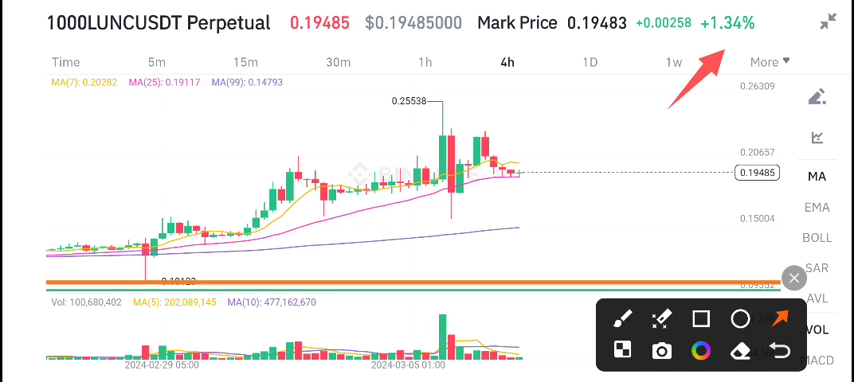 1000LUNCUSDT Perpetual 0.19485 $0.19485000 Mark Price 0.19483 +0.00258 +1.34%
Time 5m 15m 30m 1h 4h 1D 1w More
MA(7): 0.20282 MA(25): 0.19117 MA(99): 0.14793
0.26309
0.25538
0.20657
0.19485
MA
EMA
0.15004
BOLL
SAR
AVL
Vol: 100,680,402 MA(5): 202,089,145 MA(10): 477,162,670
VOL
MACD
2024-02-29 05:00 2024-03-05 01:00